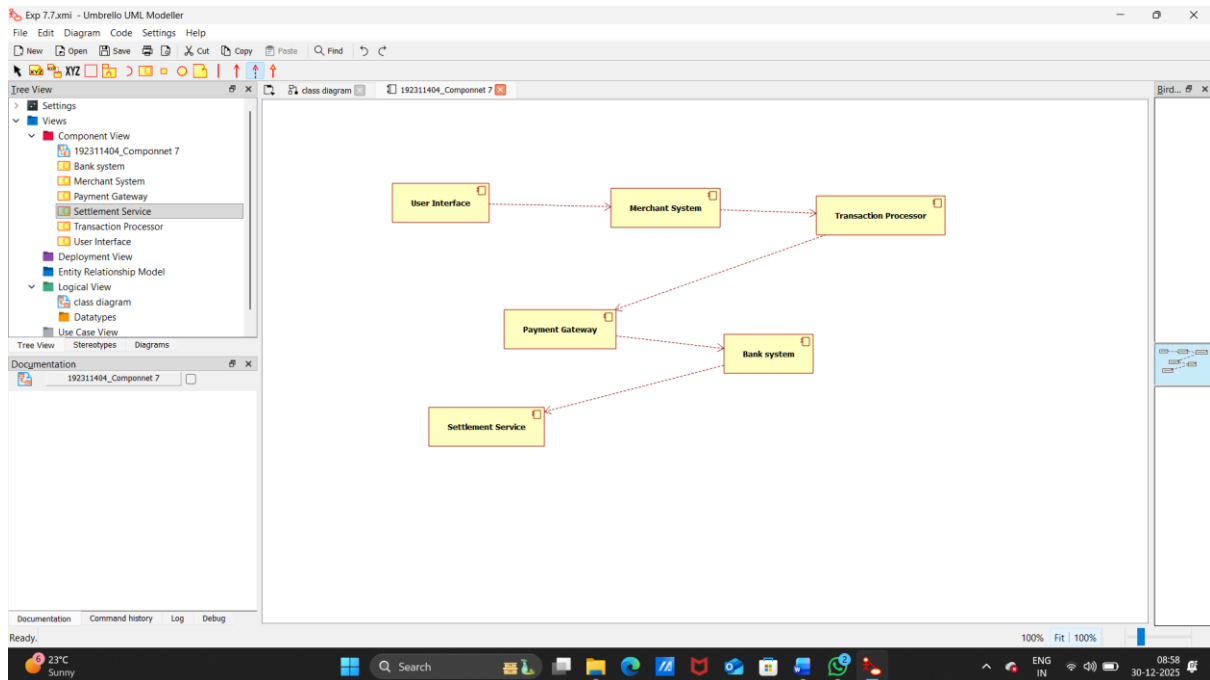 Exp 7.7.xmi - Umbrello UML Modeller
File Edit Diagram Code Settings Help
New Open Save Cut Copy Paste Find
XYZ XYZ
Tree View
class diagram 192311404_Componnet 7
Bird...
Settings
Views
Component View
192311404_Componnet 7
Bank system
Merchant System
Payment Gateway
Settlement Service
Transaction Processor
User Interface
Deployment View
Entity Relationship Model
Logical View
class diagram
Datatypes
Use Case View
Tree View Stereotypes Diagrams
Documentation
192311404_Componnet 7
User Interface
Merchant System
Transaction Processor
Payment Gateway
Bank system
Settlement Service
Documentation Command history Log Debug
Ready.
100% Fit 100%
6
23°C
Sunny
Search
2
ENG
IN
08:58
30-12-2025